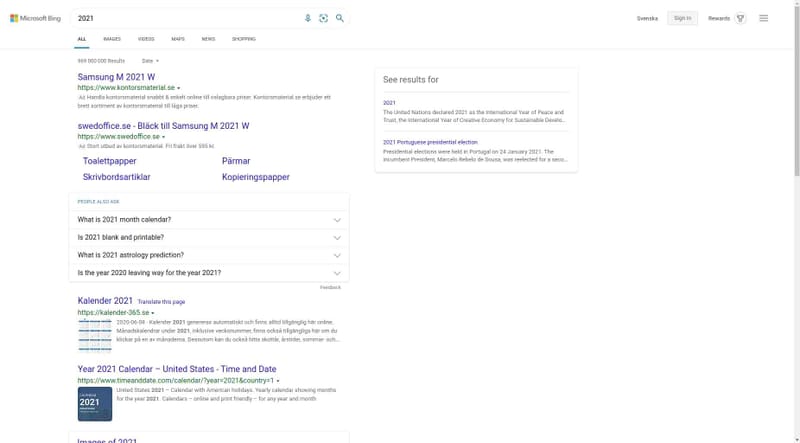 Microsoft Bing
2021
Svenska
Sign in
Rewards
ALL
IMAGES
VIDEOS
MAPS
NEWS
SHOPPING
969 000 000 Results
Date
Samsung M 2021 W
https://www.kontorsmaterial.se
Ad Handla kontorsmaterial snabbt & enkelt online till oslagbara priser. Kontorsmaterial.se erbjuder ett
brett sortiment av kontorsmaterial till låga priser.
swedoffice.se - Bläck till Samsung M 2021 W
https://www.swedoffice.se
Ad Stort utbud av kontorsmaterial. Fri frakt över 595 kr.
Toalettpapper
Pärmar
Skrivbordsartiklar
Kopieringspapper
PEOPLE ALSO ASK
What is 2021 month calendar?
Is 2021 blank and printable?
What is 2021 astrology prediction?
Is the year 2020 leaving way for the year 2021?
Feedback
Kalender 2021 Translate this page
https://kalender-365.se
2020-06-04 · Kalender 2021 genereras automatiskt och finns alltid tillgänglig här online.
Månadskalendrar under 2021, inklusive veckonummer, finns också tillgängliga här om du
klickar på en av månaderna. Dessutom kan du också hitta skottår, årstider, sommar- och...
Year 2021 Calendar – United States - Time and Date
https://www.timeanddate.com/calendar/?year=2021&country=1
2021
United States 2021 – Calendar with American holidays. Yearly calendar showing months
for the year 2021. Calendars – online and print friendly – for any year and month
Images of 2021
See results for
2021
The United Nations declared 2021 as the International Year of Peace and
Trust, the International Year of Creative Economy for Sustainable Develo...
2021 Portuguese presidential election
Presidential elections were held in Portugal on 24 January 2021. The
incumbent President, Marcelo Rebelo de Sousa, was reelected for a seco...